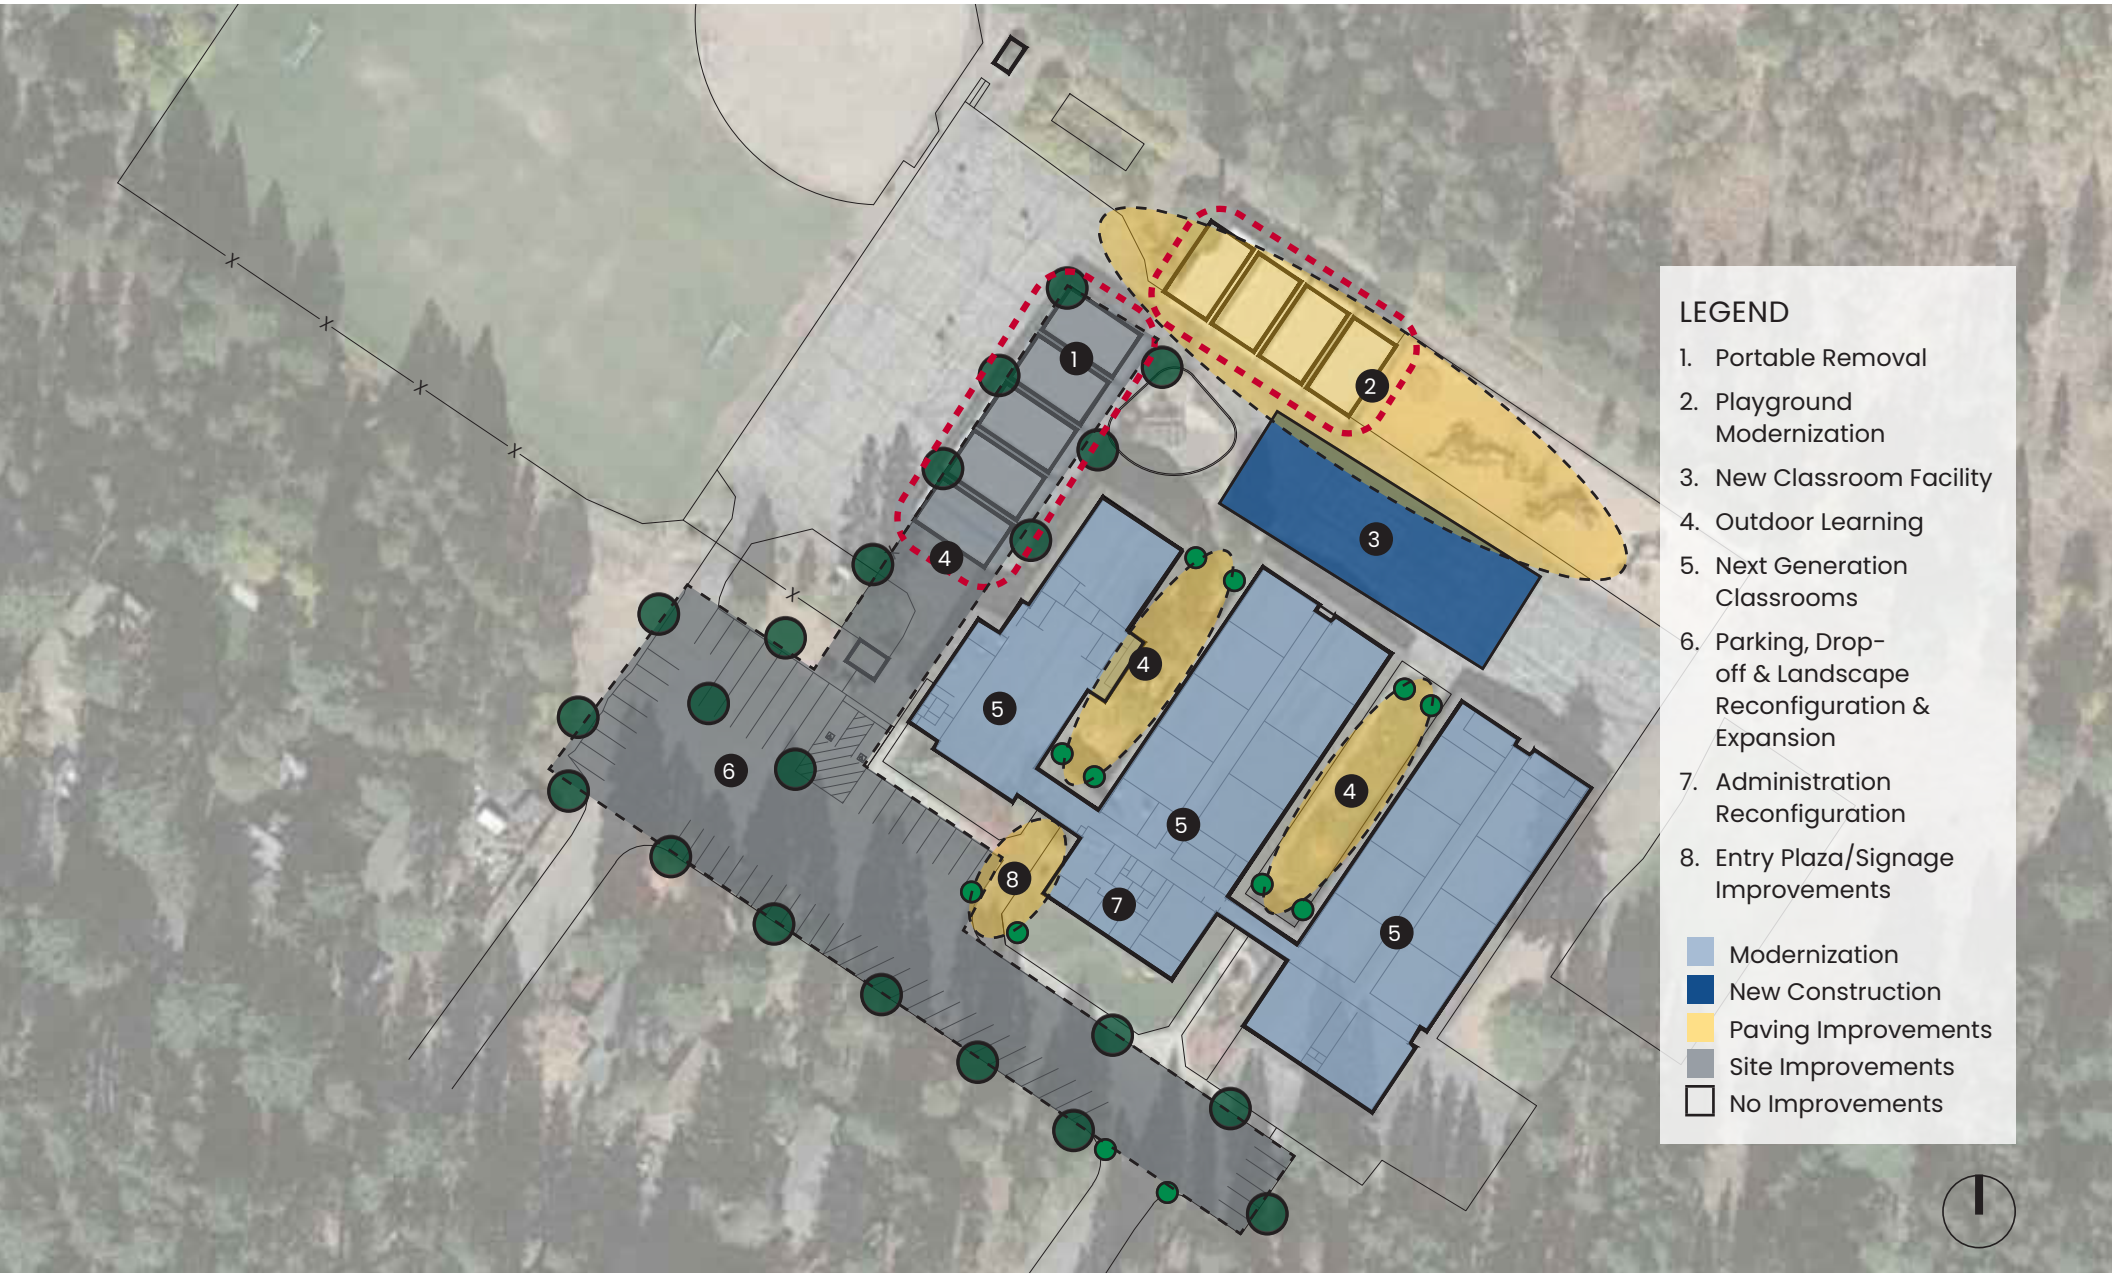 1
2
3
4
4
5
4
6
5
8
7
5
LEGEND
1. Portable Removal
2. Playground
Modernization
3. New Classroom Facility
4. Outdoor Learning
5. Next Generation
Classrooms
6. Parking, Drop-
off & Landscape
Reconfiguration &
Expansion
7. Administration
Reconfiguration
8. Entry Plaza/Signage
Improvements
Modernization
New Construction
Paving Improvements
Site Improvements
No Improvements